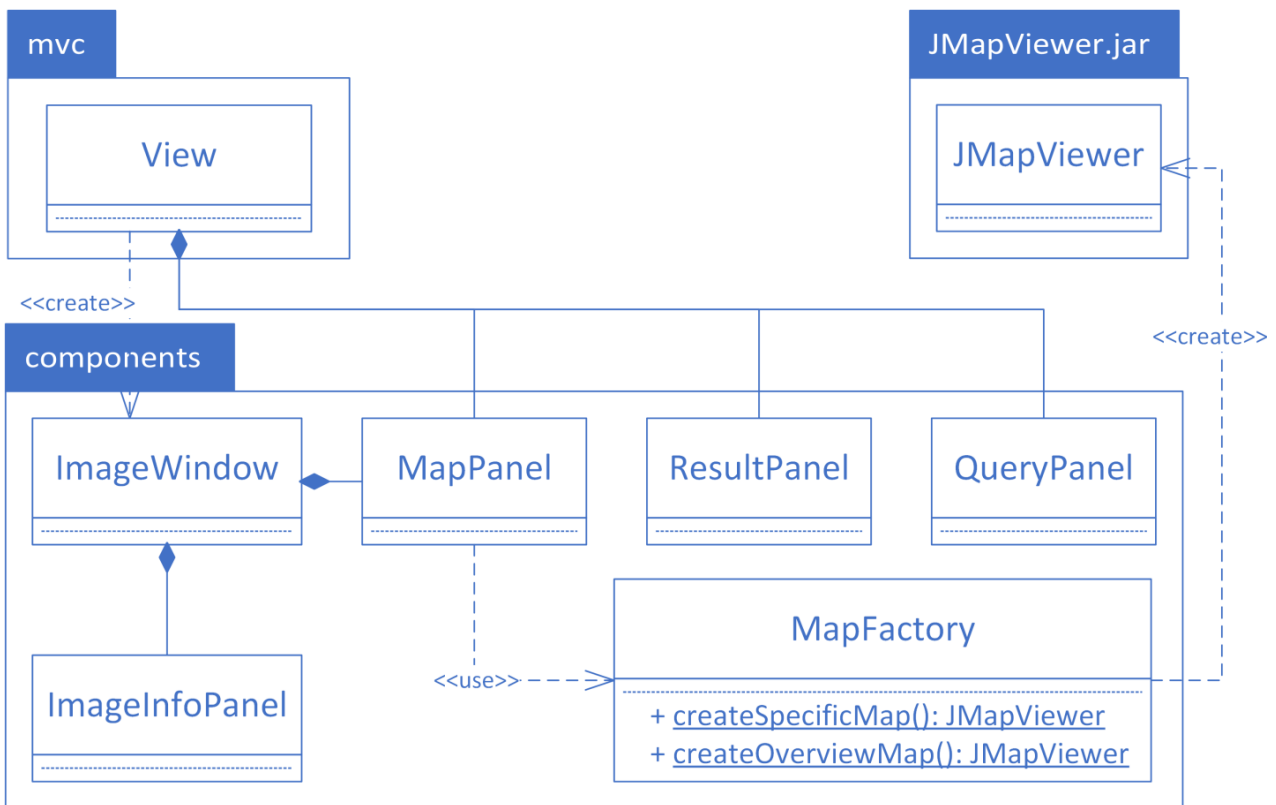 mvc
JMapViewer.jar
View
JMapViewer
<<create>>
<<create>>
components
ImageWindow
MapPanel
ResultPanel
QueryPanel
MapFactory
<<use>>
ImageInfoPanel
+ createSpecificMap(): JMapViewer
+ createOverviewMap(): JMapViewer